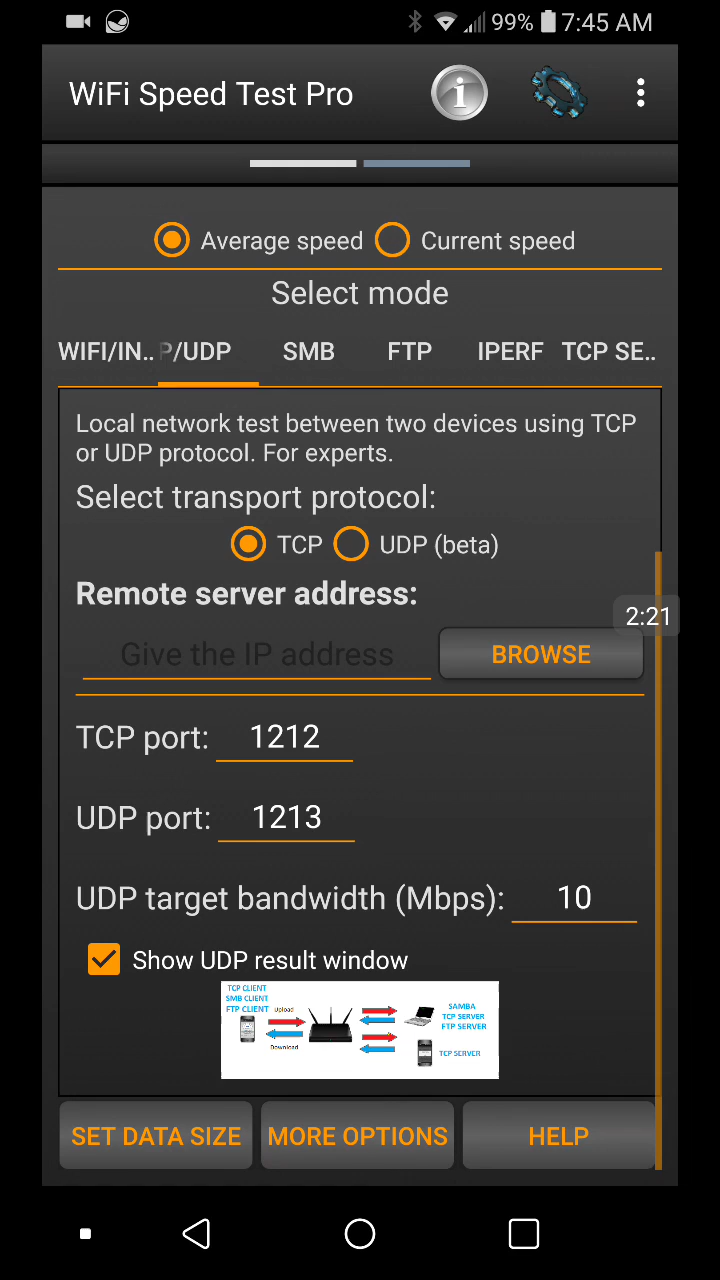 99% 7:45 AM
WiFi Speed Test Pro
Average speed Current speed
Select mode
WIFI/IN.. P/UDP SMB FTP IPERF TCP SE..
Local network test between two devices using TCP
or UDP protocol. For experts.
Select transport protocol:
TCP UDP (beta)
Remote server address:
2:21
Give the IP address BROWSE
TCP port: 1212
UDP port: 1213
UDP target bandwidth (Mbps): 10
Show UDP result window
TCP CLIENT
SMB CLIENT
FTP CLIENT
Upload
Download
SAMBA
TCP SERVER
FTP SERVER
TCP SERVER
SET DATA SIZE MORE OPTIONS HELP